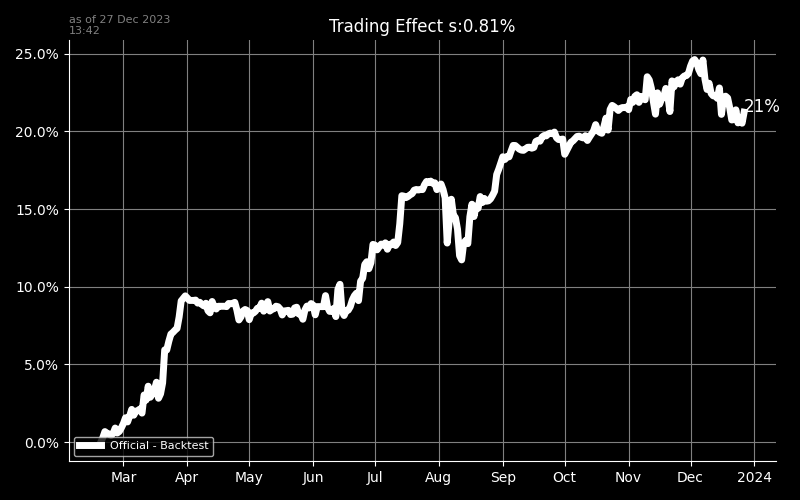 as of 27 Dec 2023
13:42
Trading Effect s:0.81%
25.0%
20.0%
15.0%
10.0%
5.0%
0.0%
21%
Official - Backtest
Mar Apr May Jun Jul Aug Sep Oct Nov Dec 2024